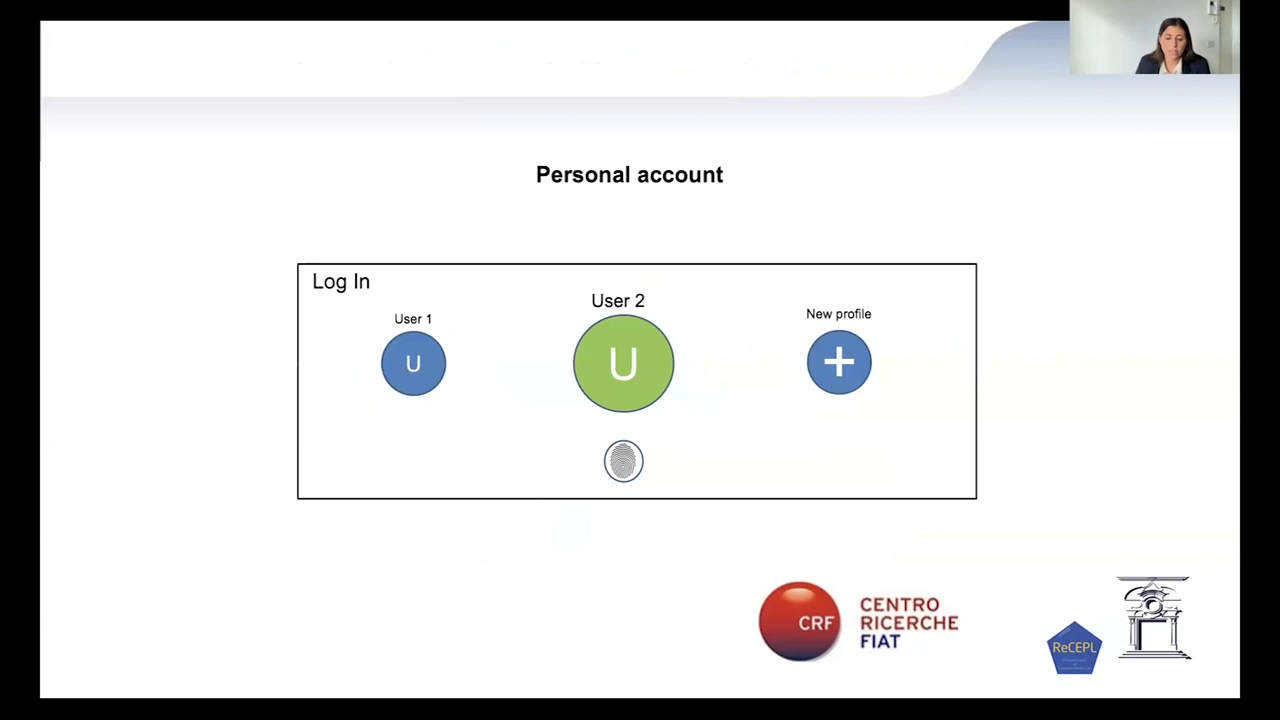 Personal account
Log In
User 1
User 2
New profile
U
U
+
CRF
CENTRO
RICERCHE
FIAT
ReCEPL